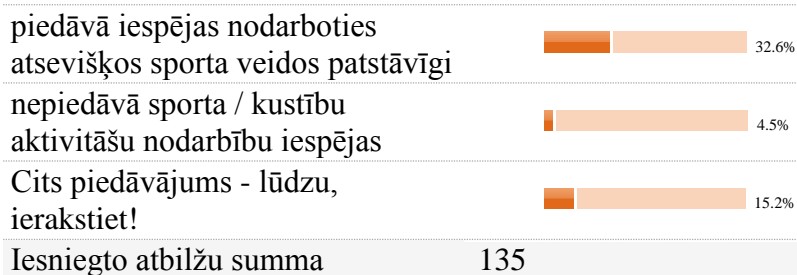 piedāvā iespējas nodarboties
atsevišķos sporta veidos patstāvīgi
32.6%
nepiedāvā sporta / kustību
aktivitāšu nodarbību iespējas
4.5%
Cits piedāvājums - lūdzu,
ierakstiet!
15.2%
Iesniegto atbilžu summa 135